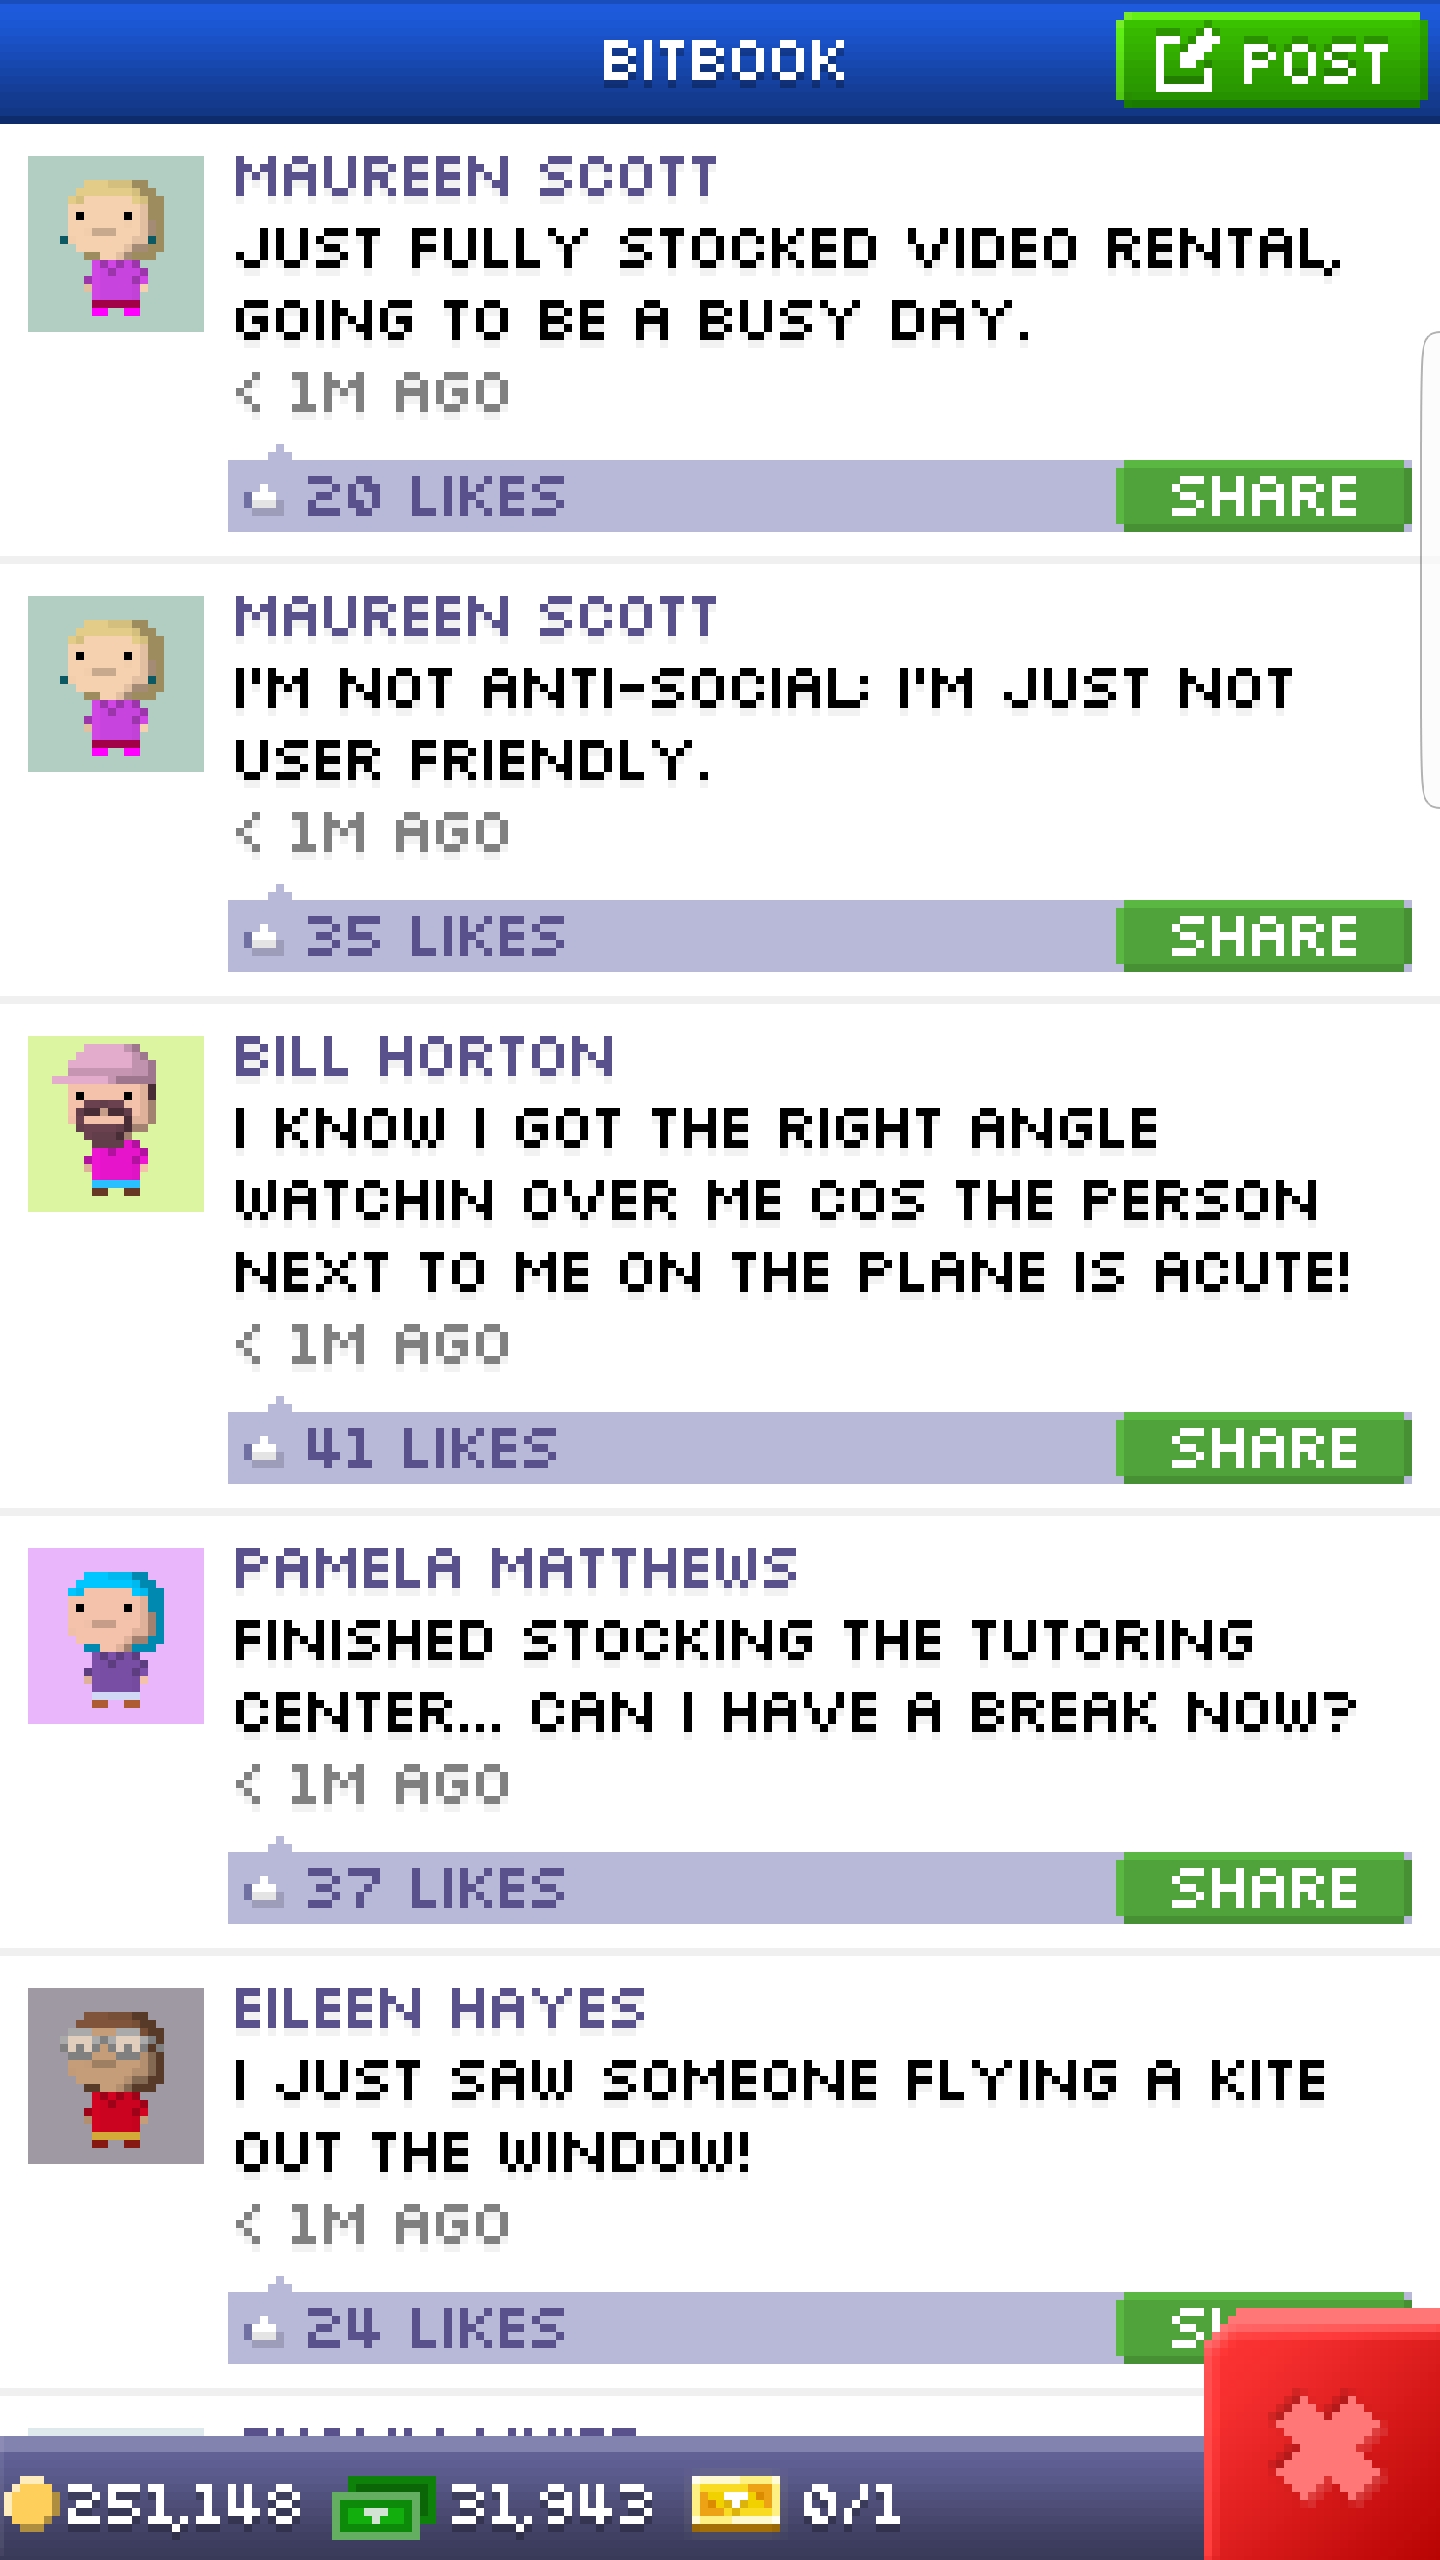 BITBOOK
POST
MAUREEN SCOTT
JUST FULLY STOCKED VIDEO RENTAL,
GOING TO BE A BUSY DAY.
< 1M AGO
20 LIKES
SHARE
MAUREEN SCOTT
I'M NOT ANTI-SOCIAL; I'M JUST NOT
USER FRIENDLY.
< 1M AGO
35 LIKES
SHARE
BILL HORTON
I KNOW I GOT THE RIGHT ANGLE
WATCHIN OVER ME COS THE PERSON
NEXT TO ME ON THE PLANE IS ACUTE!
< 1M AGO
41 LIKES
SHARE
PAMELA MATTHEWS
FINISHED STOCKING THE TUTORING
CENTER... CAN I HAVE A BREAK NOW?
< 1M AGO
37 LIKES
SHARE
EILEEN HAYES
I JUST SAW SOMEONE FLYING A KITE
OUT THE WINDOW!
< 1M AGO
24 LIKES
251,148
31,943
0/1